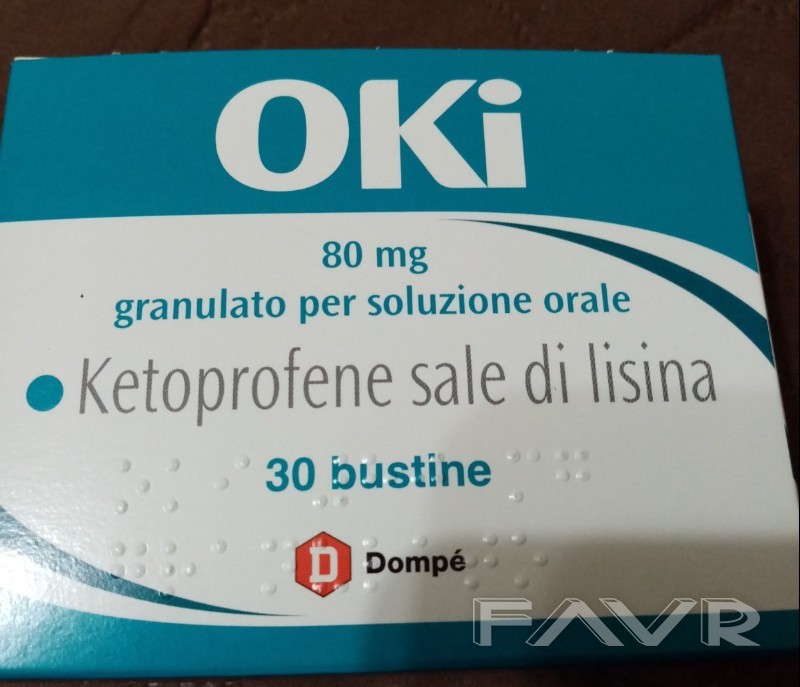 OKi
80 mg
granulato per soluzione orale
Ketoprofene sale di lisina
30 bustine
D Dompé
FAVR